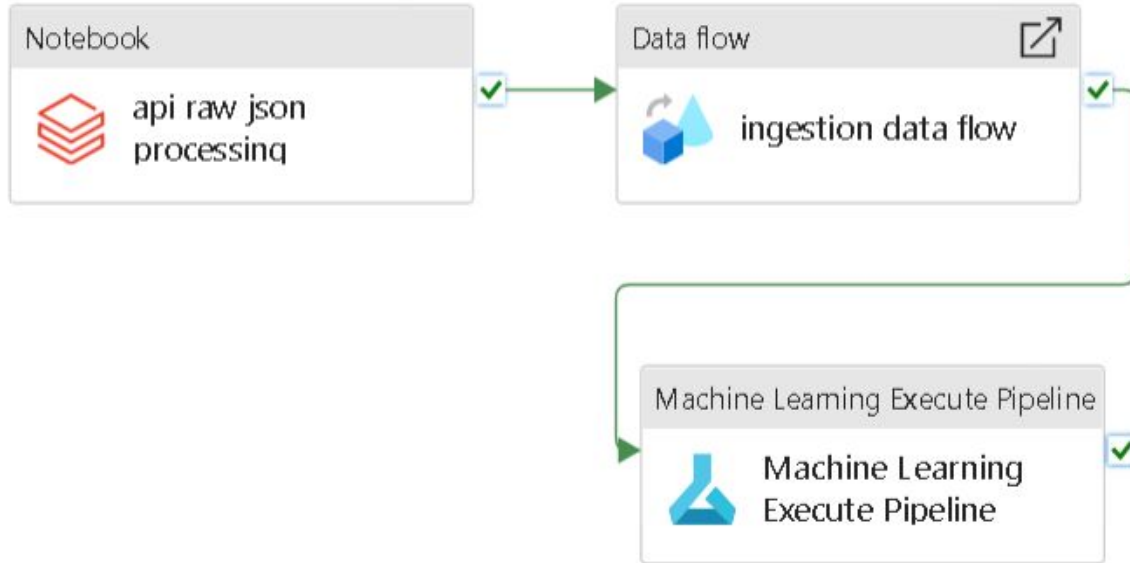 Notebook
api raw json
processing
Data flow
ingestion data flow
Machine Learning Execute Pipeline
Machine Learning
Execute Pipeline